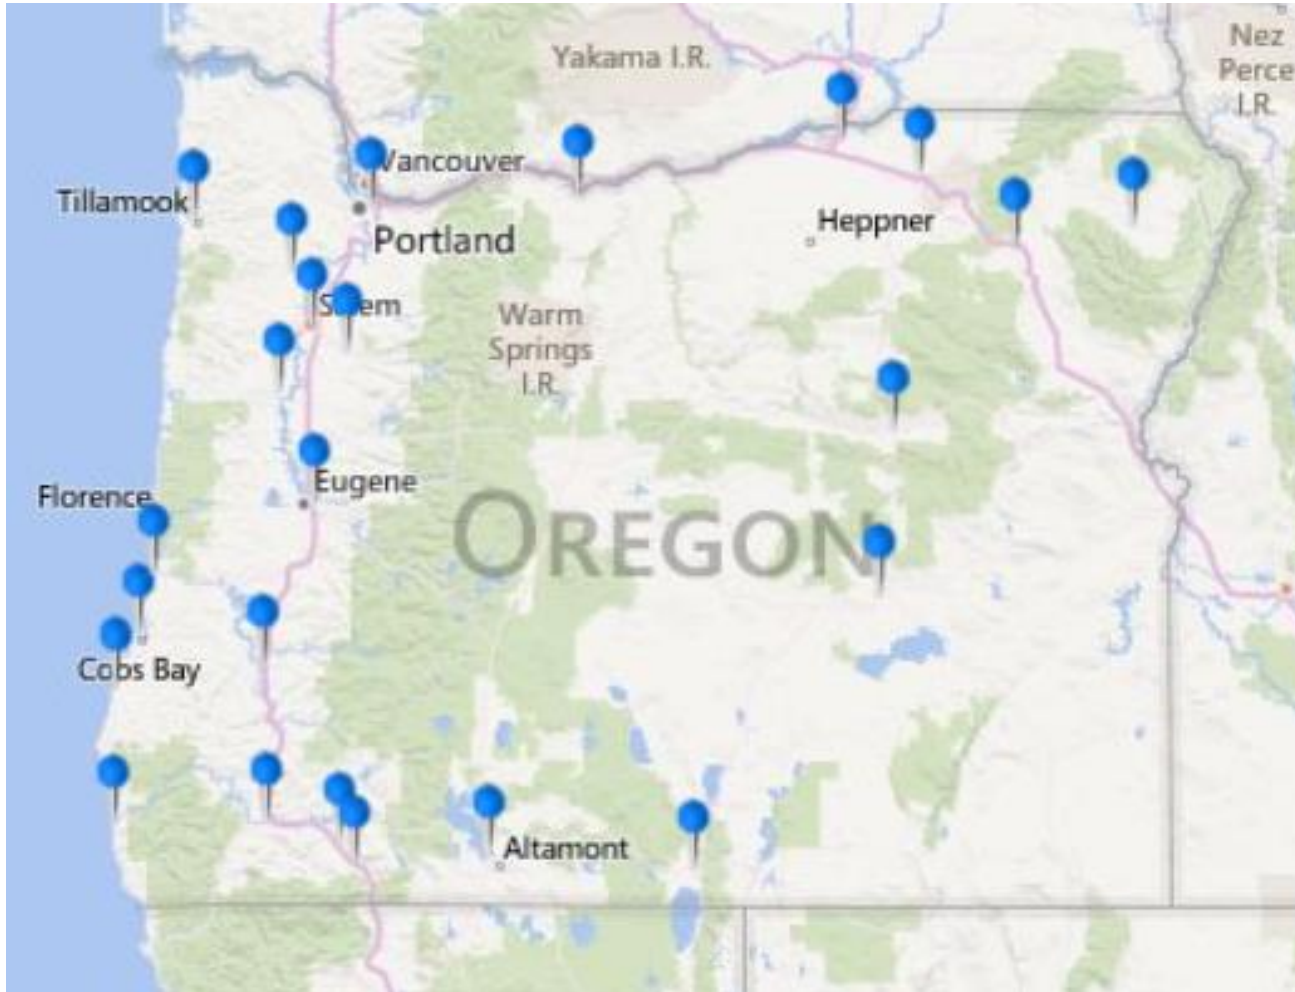 Nez
Perce
I.R.
Yakama I.R.
Vancouver
Tillamook
Portland
Heppner
Salem
Warm
Springs
I.R.
Eugene
Florence
OREGON
Coos Bay
Altamont